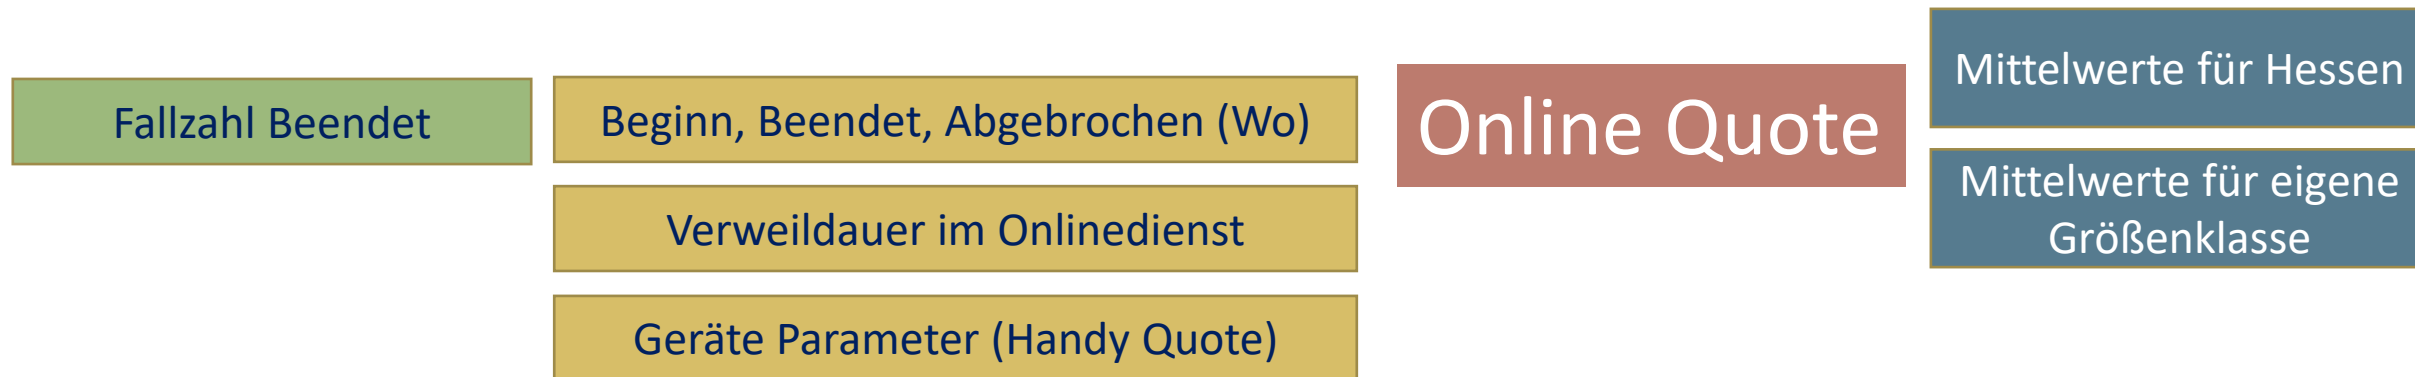 Fallzahl Beendet
Beginn, Beendet, Abgebrochen (Wo)
Verweildauer im Onlinedienst
Geräte Parameter (Handy Quote)
Online Quote
Mittelwerte für Hessen
Mittelwerte für eigene
Größenklasse